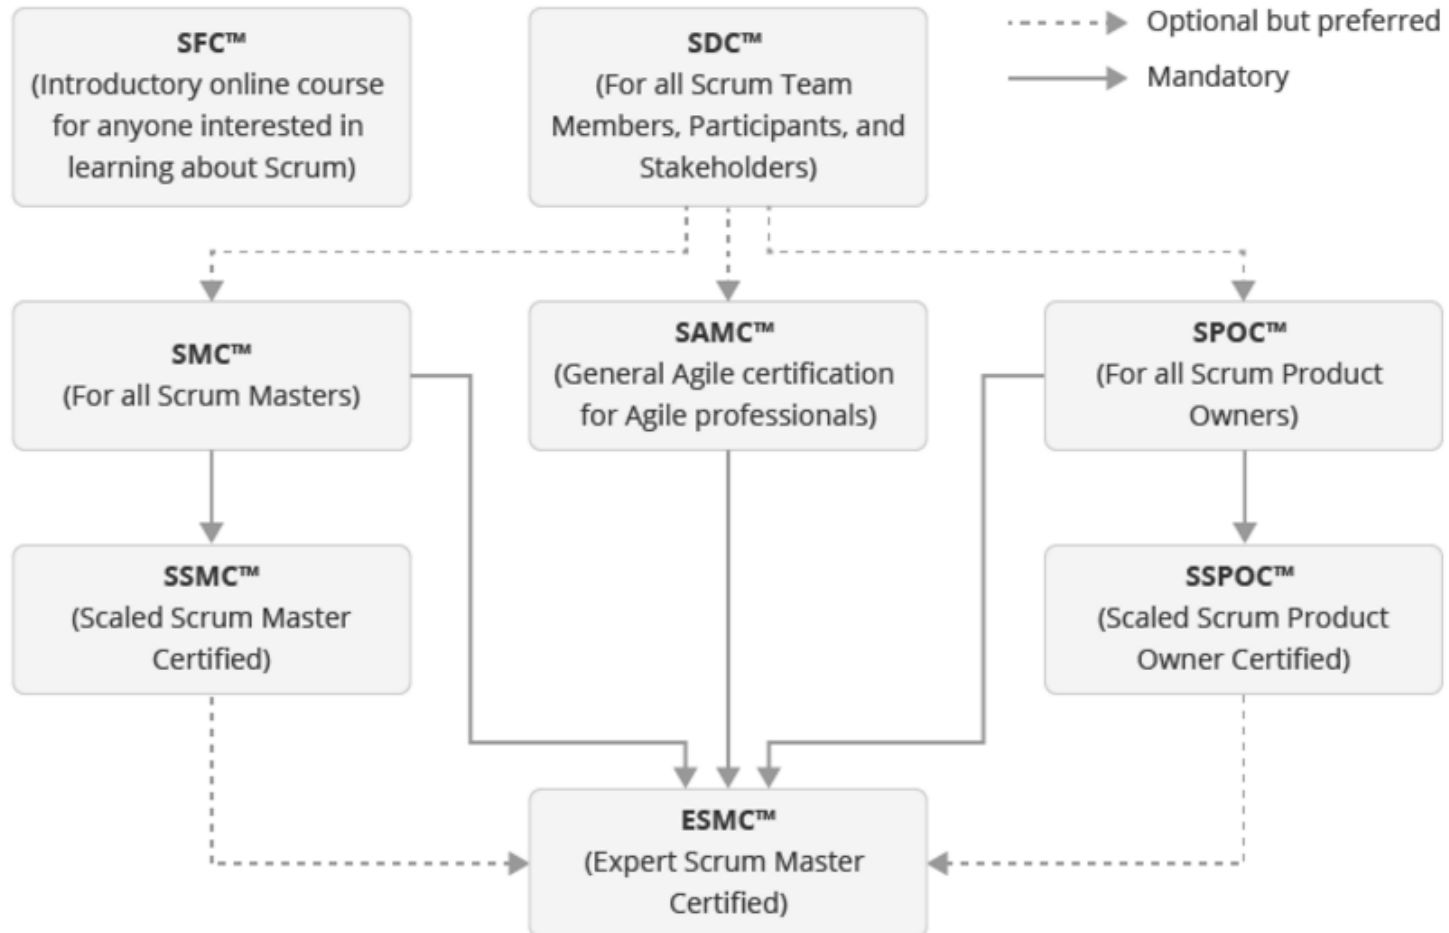 SFC™
(Introductory online course
for anyone interested in
learning about Scrum)
SDC™
(For all Scrum Team
Members, Participants, and
Stakeholders)
Optional but preferred
Mandatory
SMC™
(For all Scrum Masters)
SAMC™
(General Agile certification
for Agile professionals)
SPOC™
(For all Scrum Product
Owners)
SSMC™
(Scaled Scrum Master
Certified)
SSPOC™
(Scaled Scrum Product
Owner Certified)
ESMC™
(Expert Scrum Master
Certified)